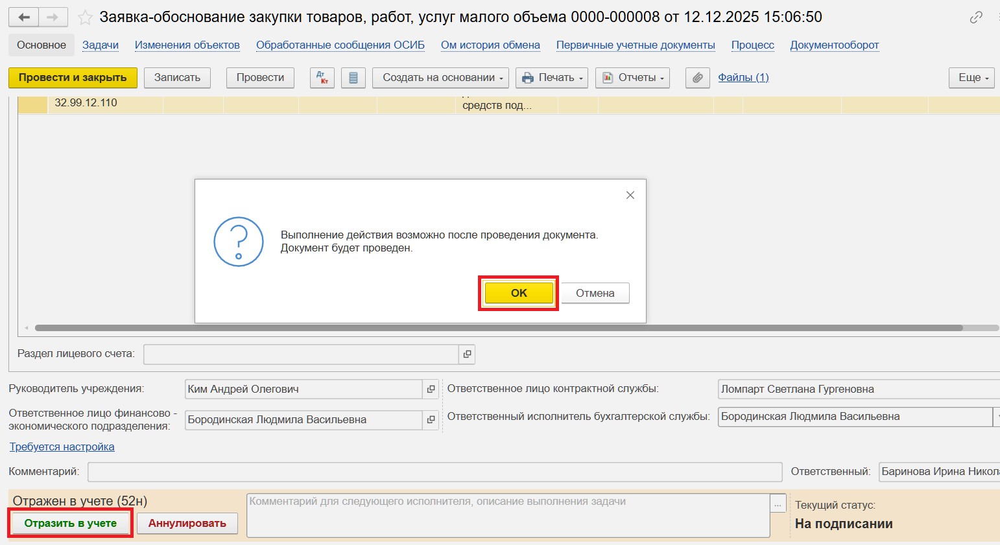 Заявка-обоснование закупки товаров, работ, услуг малого объема 0000-000008 от 12.12.2025 15:06:50
Основное Задачи Изменения объектов Обработанные сообщения ОСИБ Ом история обмена Первичные учетные документы Процесс Документооборот
Провести и закрыть Записать Провести Дт Кт Создать на основании Печать Отчеты Файлы (1) Еще
32.99.12.110
средств под...
Выполнение действия возможно после проведения документа.
Документ будет проведен.
OK Отмена
Раздел лицевого счета:
Руководитель учреждения: Ким Андрей Олегович Ответственное лицо контрактной службы: Ломпарт Светлана Гургеновна
Ответственное лицо финансово -
экономического подразделения: Бородинская Людмила Васильевна Ответственный исполнитель бухгалтерской службы: Бородинская Людмила Васильевна
Требуется настройка
Комментарий: Ответственный: Баринова Ирина Никола
Отражен в учете (52н)
Комментарий для следующего исполнителя, описание выполнения задачи ...
Отразить в учете Аннулировать
Текущий статус:
На подписании